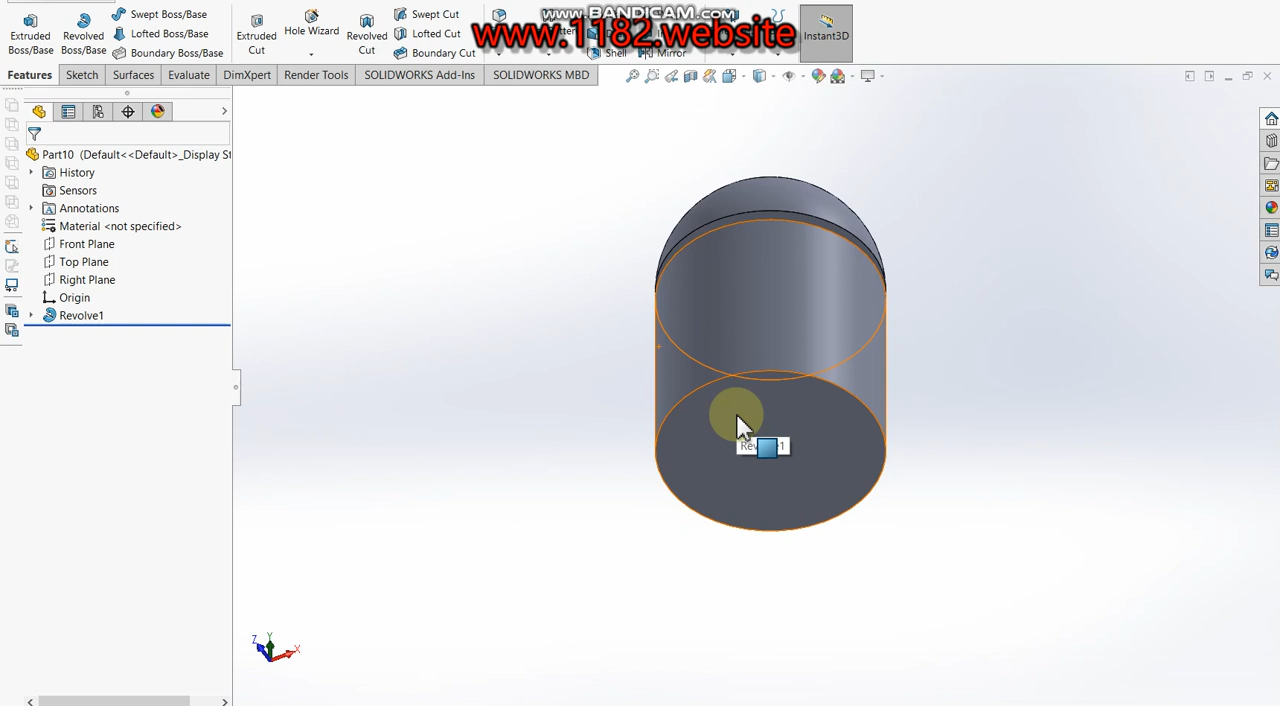 www.BANDICAM.com
www.1182.website
Extruded Boss/Base
Revolved Boss/Base
Swept Boss/Base
Lofted Boss/Base
Boundary Boss/Base
Extruded Cut
Hole Wizard
Revolved Cut
Swept Cut
Lofted Cut
Boundary Cut
Shell
Mirror
Instant3D
Features
Sketch
Surfaces
Evaluate
DimXpert
Render Tools
SOLIDWORKS Add-Ins
SOLIDWORKS MBD
Part10 (Default<<Default>_Display St
History
Sensors
Annotations
Material <not specified>
Front Plane
Top Plane
Right Plane
Origin
Revolve1
Z
Y
X